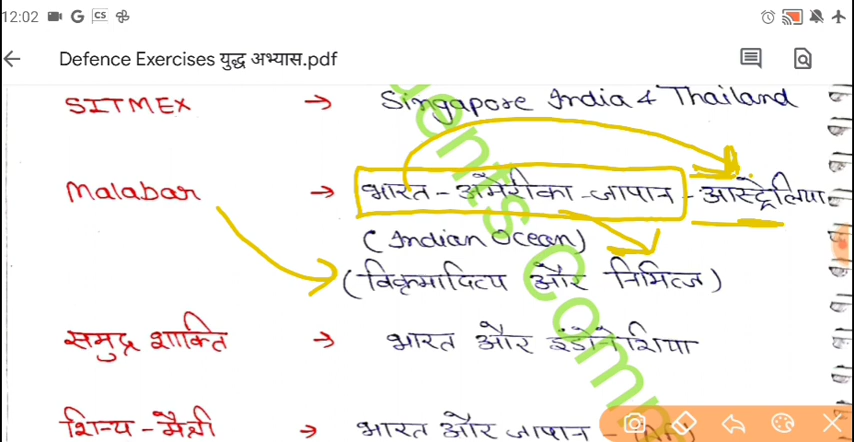 12:02 G CS
Defence Exercises युद्ध अभ्यास.pdf
SITMEX → Singapore India & Thailand
Malabar → भारत - अमेरीका - जापान - आस्ट्रेलिया
(Indian Ocean)
(विक्रमादित्य और निमित्ज)
समुद्र शाक्ति → भारत और इंडोनेशिया
शिन्य - मैत्री → भारत और जापान -